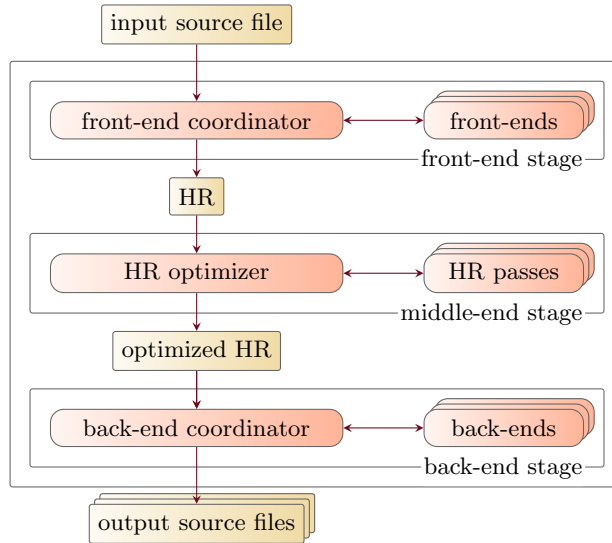 input source file
front-end coordinator
front-ends
front-end stage
HR
HR optimizer
HR passes
middle-end stage
optimized HR
back-end coordinator
back-ends
back-end stage
output source files